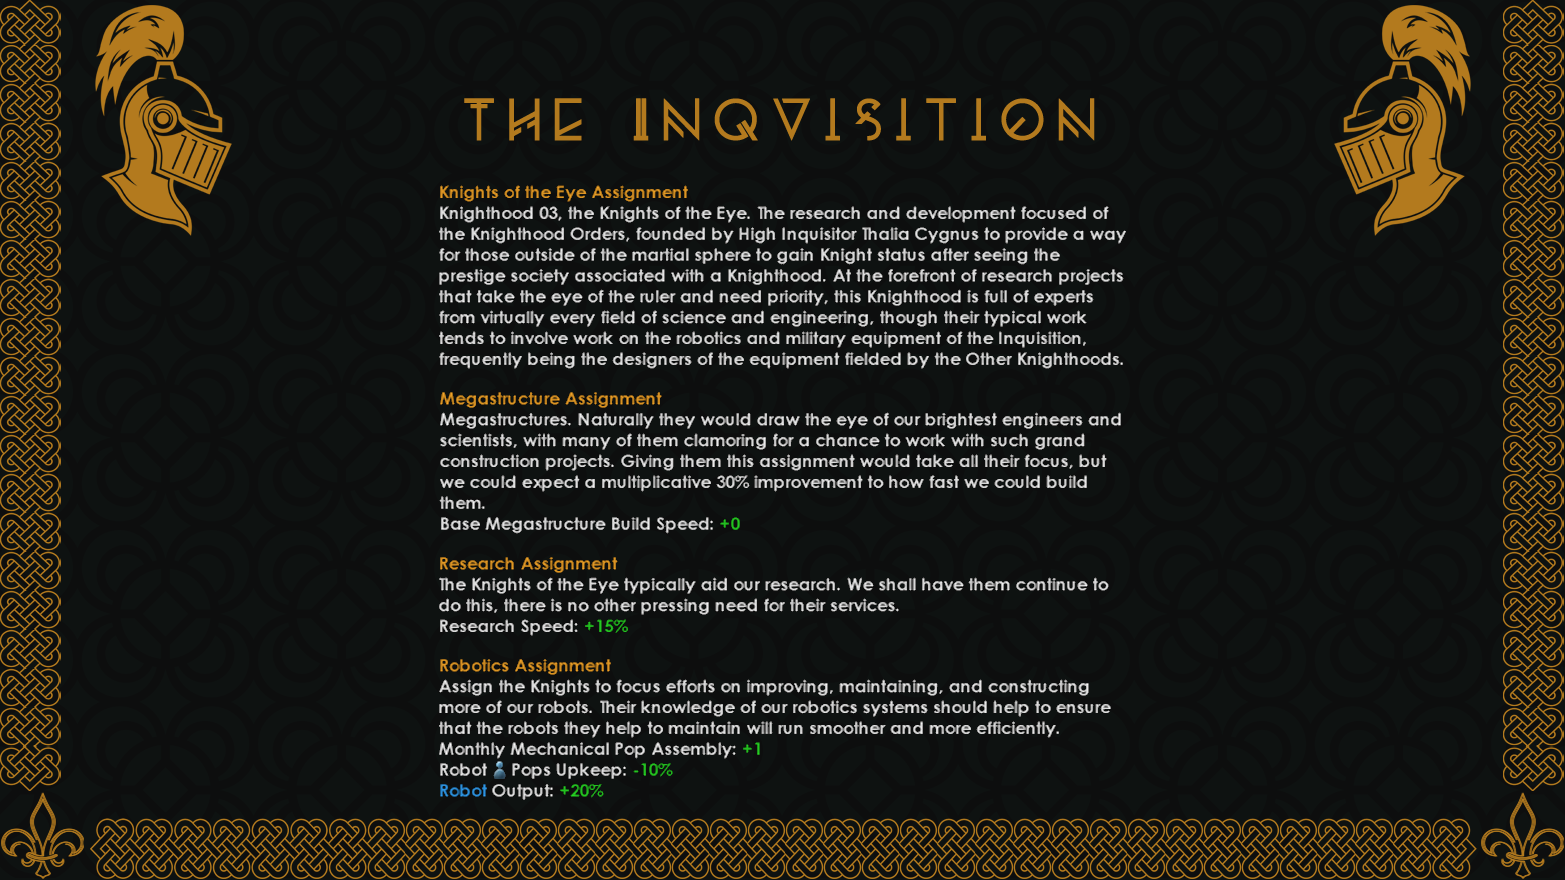 THE INQVISITION
Knights of the Eye Assignment
Knighthood 03, the Knights of the Eye. The research and development focused of
the Knighthood Orders, founded by High Inquisitor Thalia Cygnus to provide a way
for those outside of the martial sphere to gain Knight status after seeing the
prestige society associated with a Knighthood. At the forefront of research projects
that take the eye of the ruler and need priority, this Knighthood is full of experts
from virtually every field of science and engineering, though their typical work
tends to involve work on the robotics and military equipment of the Inquisition,
frequently being the designers of the equipment fielded by the Other Knighthoods.
Megastructure Assignment
Megastructures. Naturally they would draw the eye of our brightest engineers and
scientists, with many of them clamoring for a chance to work with such grand
construction projects. Giving them this assignment would take all their focus, but
we could expect a multiplicative 30% improvement to how fast we could build
them.
Base Megastructure Build Speed: +0
Research Assignment
The Knights of the Eye typically aid our research. We shall have them continue to
do this, there is no other pressing need for their services.
Research Speed: +15%
Robotics Assignment
Assign the Knights to focus efforts on improving, maintaining, and constructing
more of our robots. Their knowledge of our robotics systems should help to ensure
that the robots they help to maintain will run smoother and more efficiently.
Monthly Mechanical Pop Assembly: +1
Robot Pops Upkeep: -10%
Robot Output: +20%